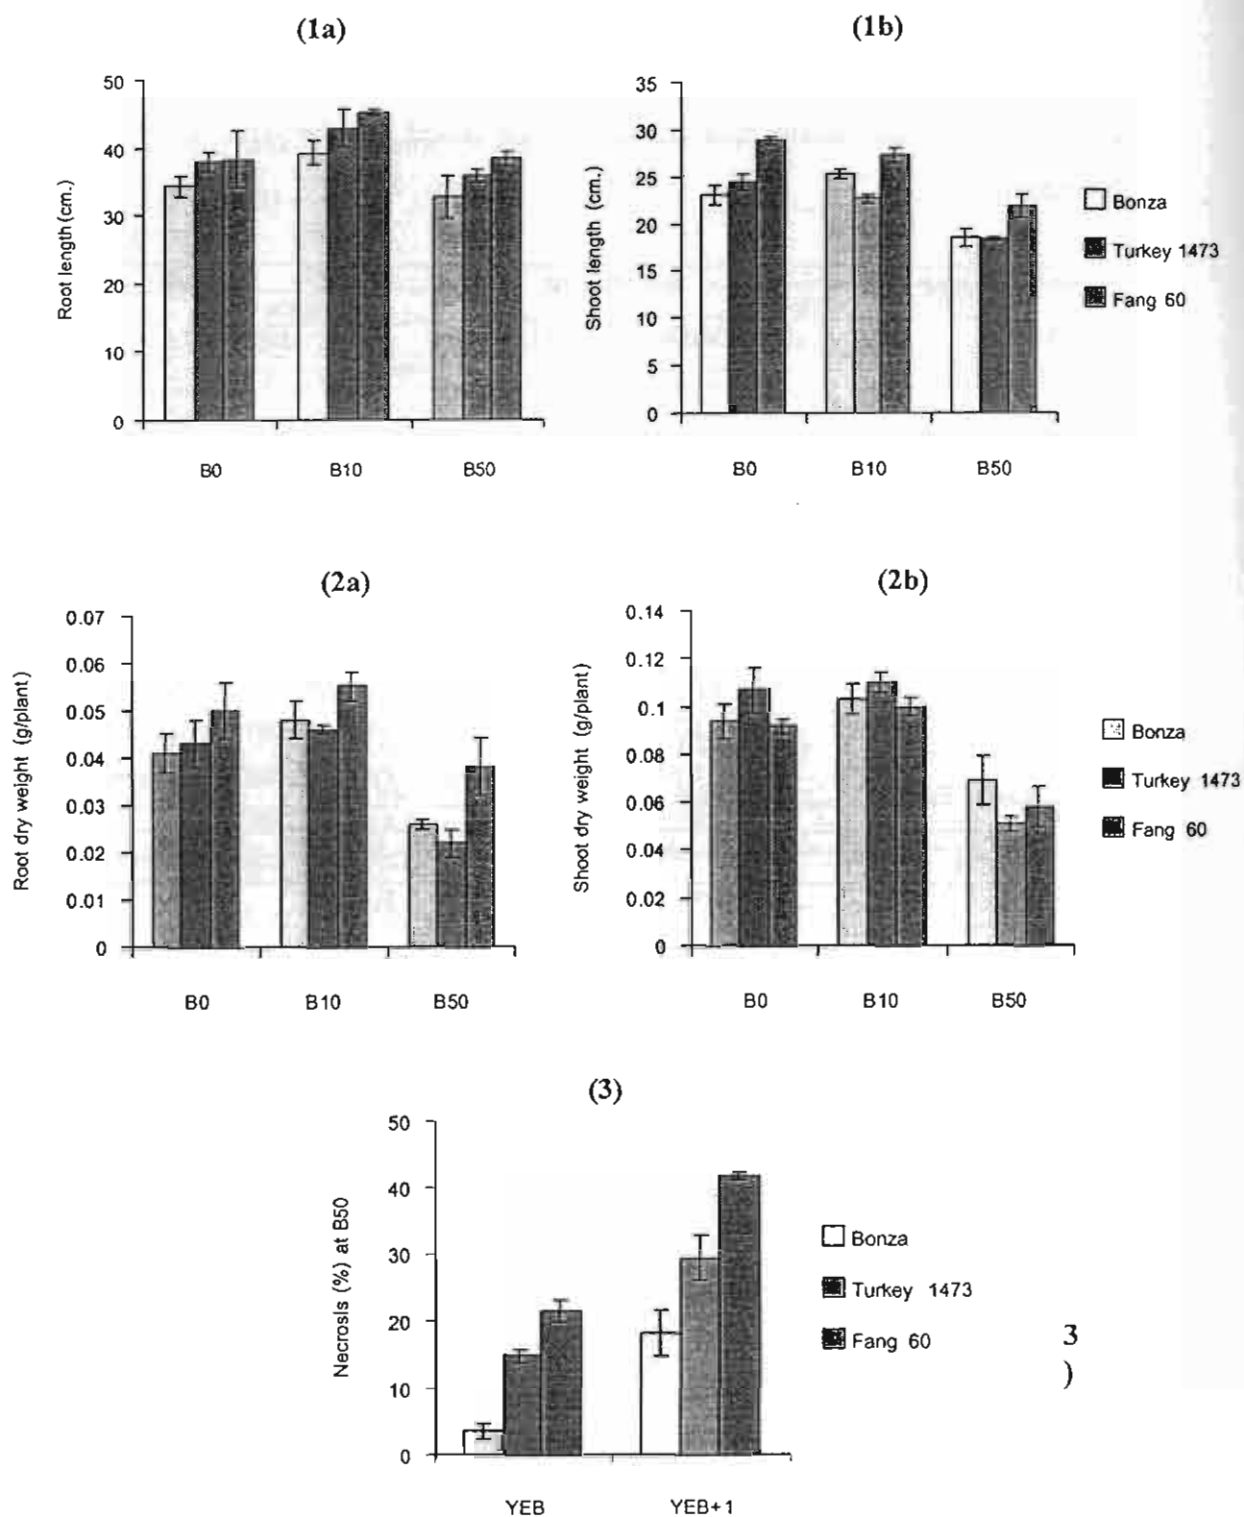 (1a)
50
40
30
20
10
0
Root length (cm.)
B0 B10 B50
(1b)
35
30
25
20
15
10
5
0
Shoot length (cm.)
B0 B10 B50
Bonza
Turkey 1473
Fang 60
(2a)
0.07
0.06
0.05
0.04
0.03
0.02
0.01
0
Root dry weight (g/plant)
B0 B10 B50
(2b)
0.14
0.12
0.1
0.08
0.06
0.04
0.02
0
Shoot dry weight (g/plant)
B0 B10 B50
Bonza
Turkey 1473
Fang 60
(3)
50
40
30
20
10
0
Necrosis (%) at B50
YEB YEB+1
Bonza
Turkey 1473
Fang 60
3
)